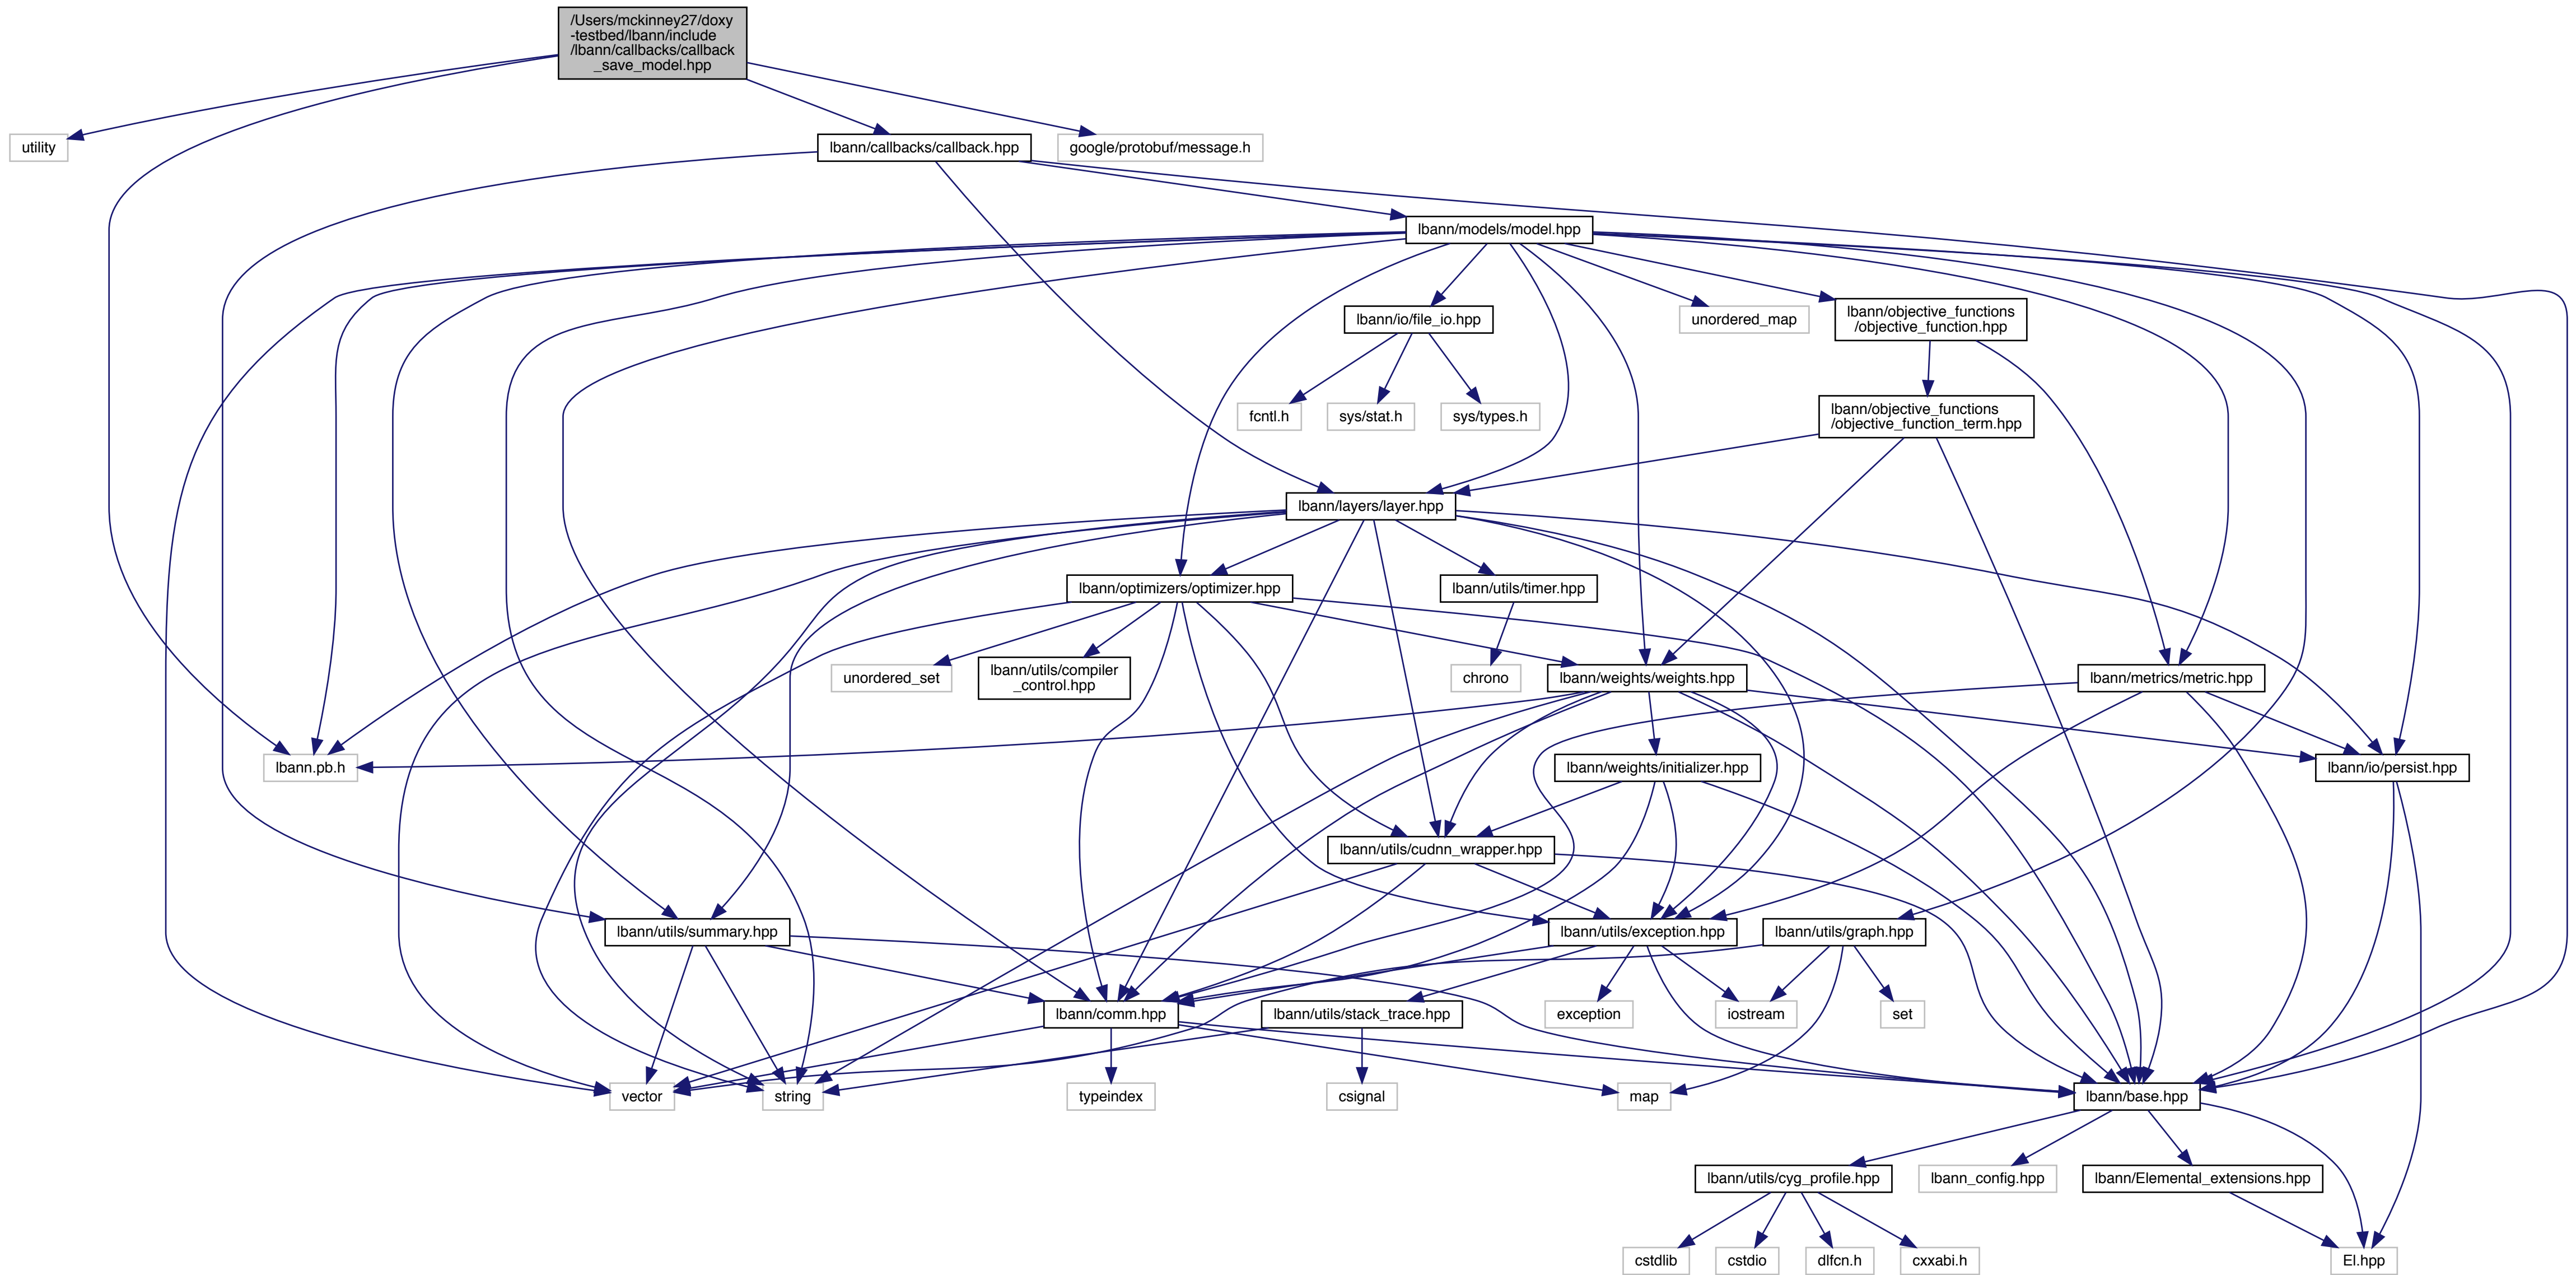 /Users/mckinney27/doxy
-testbed/lbann/include
/lbann/callbacks/callback
_save_model.hpp
utility
lbann/callbacks/callback.hpp
google/protobuf/message.h
lbann/models/model.hpp
lbann/io/file_io.hpp
unordered_map
lbann/objective_functions
/objective_function.hpp
fcntl.h
sys/stat.h
sys/types.h
lbann/objective_functions
/objective_function_term.hpp
lbann/layers/layer.hpp
lbann/optimizers/optimizer.hpp
lbann/utils/timer.hpp
unordered_set
lbann/utils/compiler
_control.hpp
chrono
lbann/weights/weights.hpp
lbann/metrics/metric.hpp
lbann.pb.h
lbann/weights/initializer.hpp
lbann/io/persist.hpp
lbann/utils/cudnn_wrapper.hpp
lbann/utils/summary.hpp
lbann/utils/exception.hpp
lbann/utils/graph.hpp
lbann/comm.hpp
lbann/utils/stack_trace.hpp
exception
iostream
set
vector
string
typeindex
csignal
map
lbann/base.hpp
lbann/utils/cyg_profile.hpp
lbann_config.hpp
lbann/Elemental_extensions.hpp
cstdlib
cstdio
dlfcn.h
cxxabi.h
El.hpp